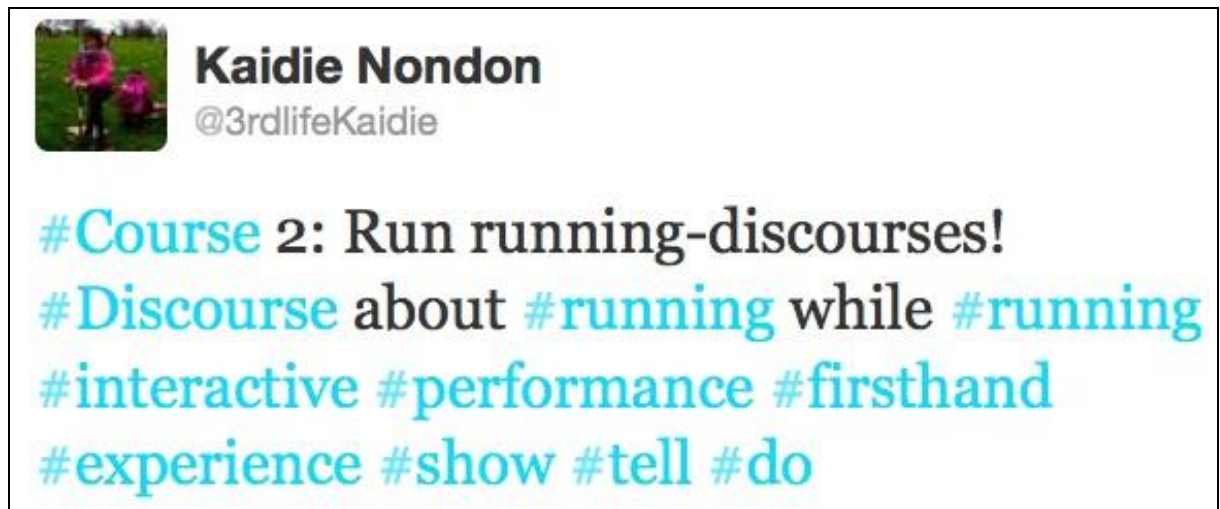 Kaidie Nondon
@3rdlifeKaidie
#Course 2: Run running-discourses!
#Discourse about #running while #running
#interactive #performance #firsthand
#experience #show #tell #do